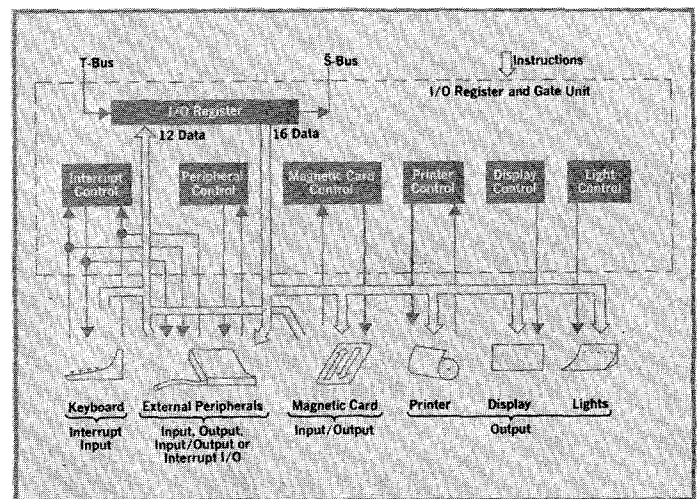 T-Bus
S-Bus
Instructions
I/O Register and Gate Unit
I/O Register
12 Data
16 Data
Interrupt
Control
Peripheral
Control
Magnetic Card
Control
Printer
Control
Display
Control
Light
Control
Keyboard
Interrupt
Input
External Peripherals
Input, Output,
Input/Output or
Interrupt I/O
Magnetic Card
Input/Output
Printer
Display
Lights
Output